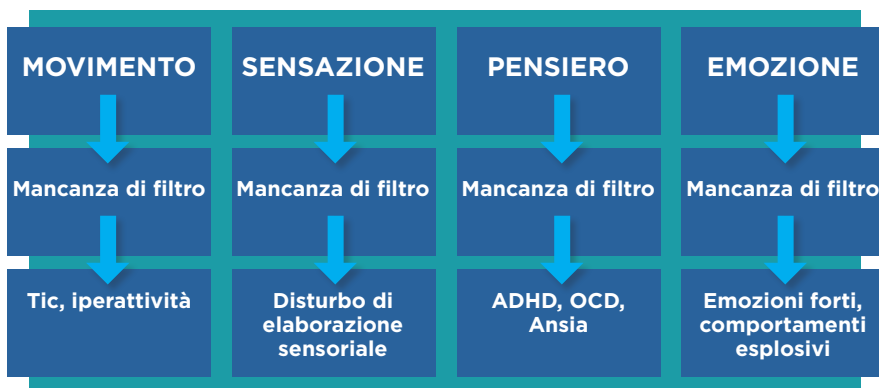 MOVIMENTO
SENSAZIONE
PENSIERO
EMOZIONE
Mancanza di filtro
Mancanza di filtro
Mancanza di filtro
Mancanza di filtro
Tic, iperattività
Disturbo di
elaborazione
sensoriale
ADHD, OCD,
Ansia
Emozioni forti,
comportamenti
esplosivi